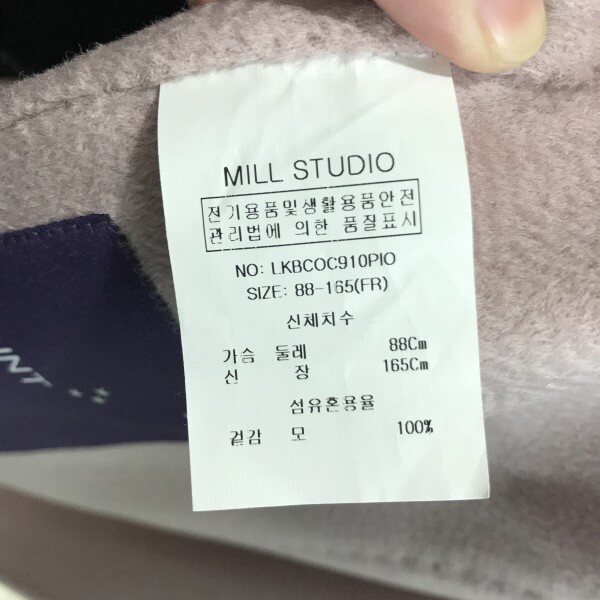 MILL STUDIO
전기용품및생활용품안전
관리법에 의한 품질표시
NO: LKBCOC910PIO
SIZE: 88-165(FR)
신체치수
가슴 둘레 88Cm
신 장 165Cm
섬유혼용율
겉감 모 100%